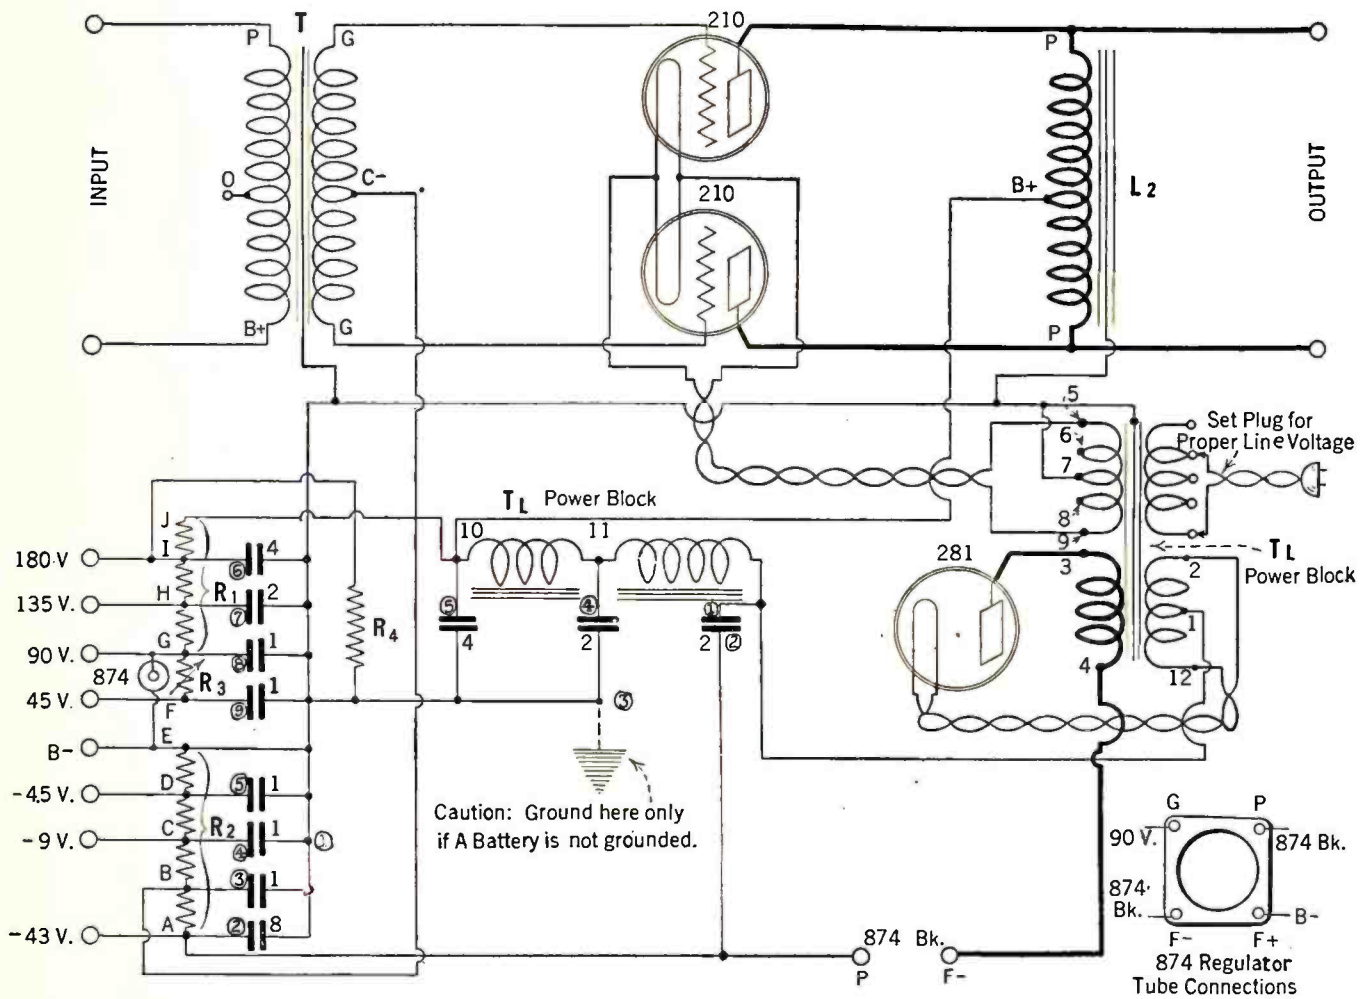 P T G 210 P
INPUT
O C- 210 B+ L2
OUTPUT
B+ G P
5
6
7
8
9
3
4
Set Plug for
Proper Line Voltage
TL Power Block
10 11
TL
Power Block
2
1
12
281
J
180 V I ⑥ 4
135 V. H R1 ⑦ 2
90 V. G ⑧ 1
874 R3
45 V. F ⑨ 1
R4
⑤ 4
④ 2
① 2 ②
③
B- E
-4.5 V. D ⑤ 1
-9 V. C R2 ④ 1 ①
B ③ 1
-43 V. A ② 8
Caution: Ground here only
if A Battery is not grounded.
874 Bk.
P F-
G P
90 V. 874 Bk.
874 Bk. B-
F- F+
874 Regulator
Tube Connections